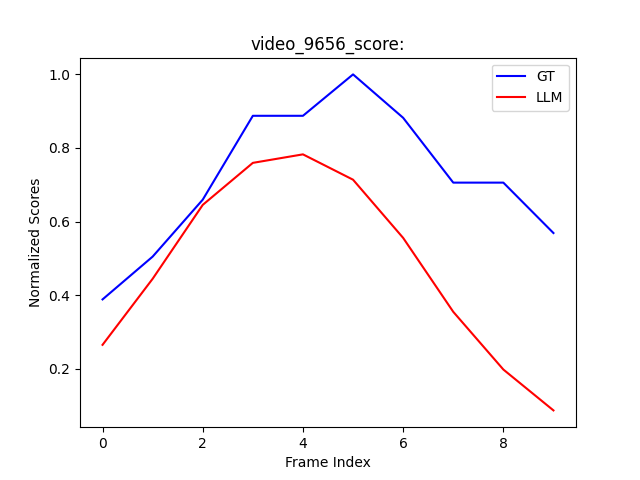 video_9656_score:
GT
LLM
1.0
0.8
0.6
0.4
0.2
Normalized Scores
0 2 4 6 8
Frame Index